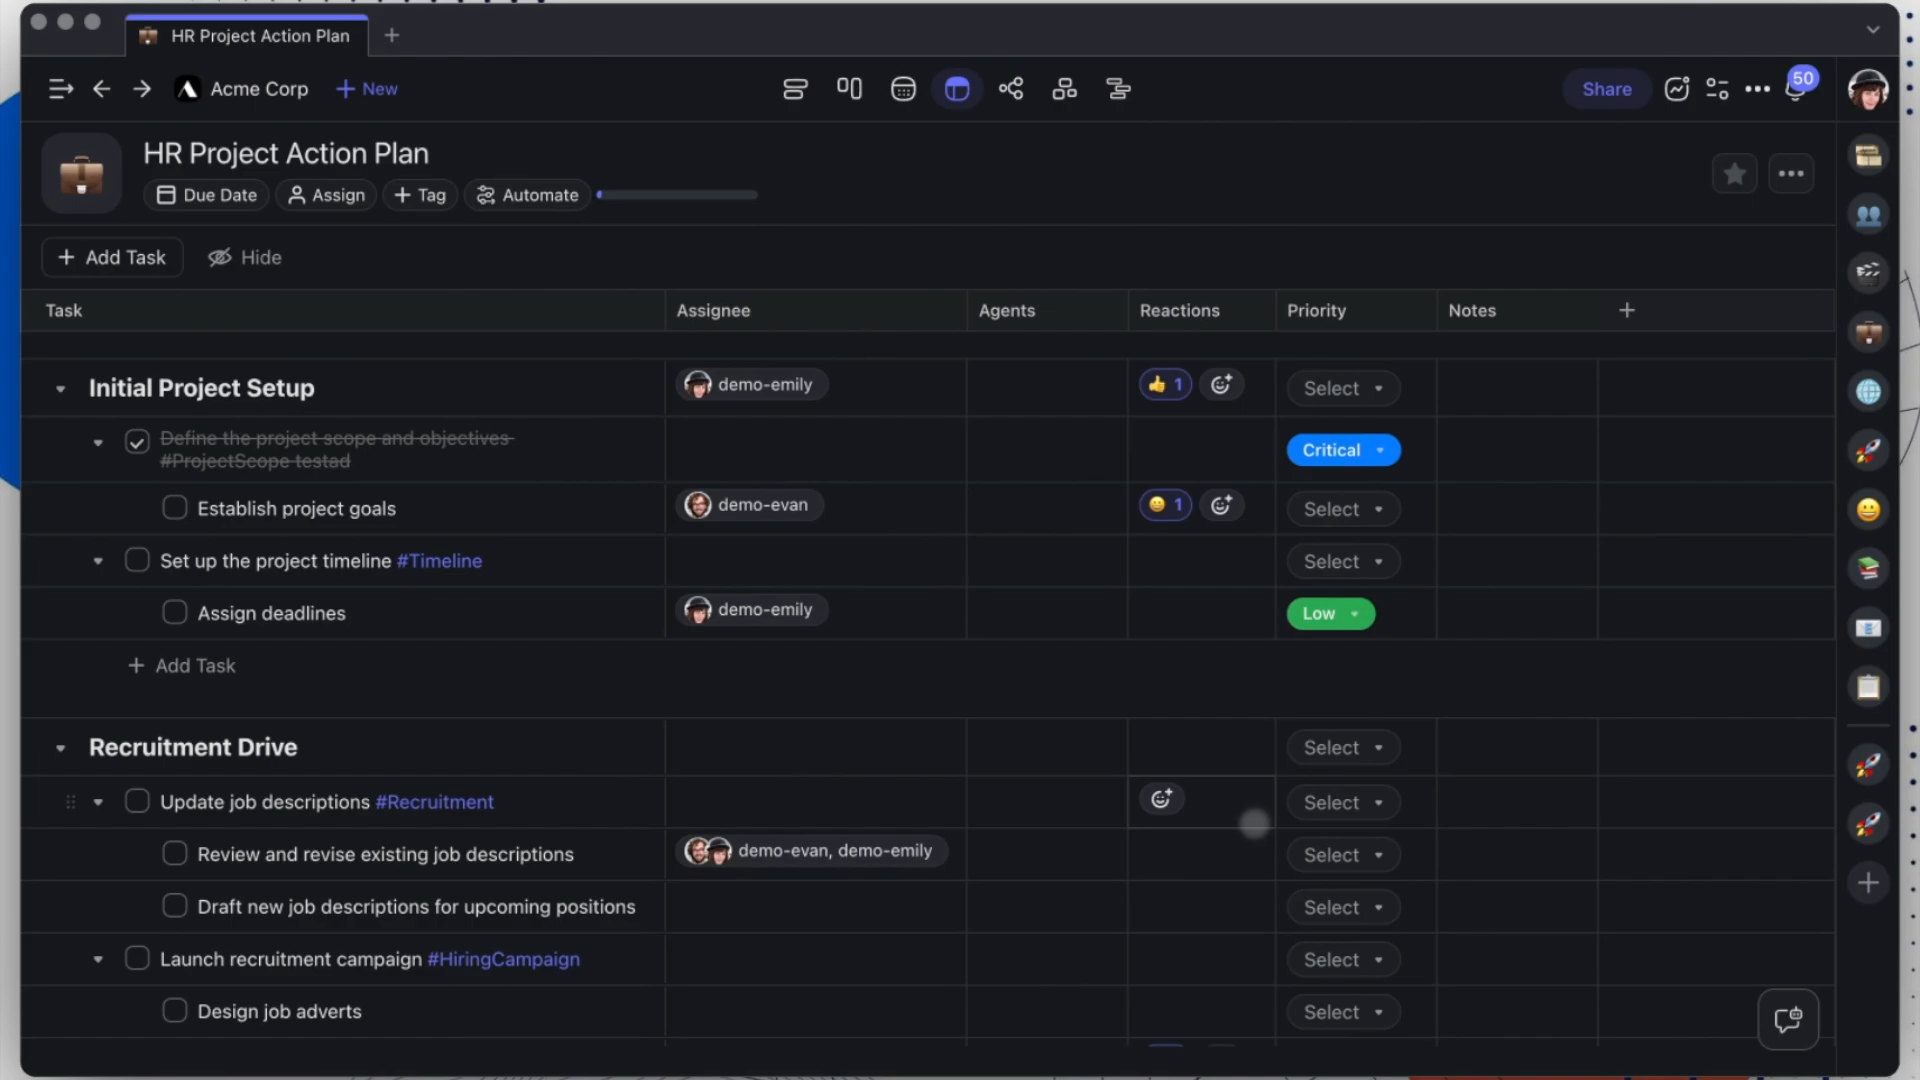 HR Project Action Plan
Acme Corp
New
Share
50
HR Project Action Plan
Due Date
Assign
Tag
Automate
Add Task
Hide
Task
Assignee
Agents
Reactions
Priority
Notes
Initial Project Setup
demo-emily
1
Select
Define the project scope and objectives
#ProjectScope testad
Critical
Establish project goals
demo-evan
1
Select
Set up the project timeline #Timeline
Select
Assign deadlines
demo-emily
Low
Add Task
Recruitment Drive
Select
Update job descriptions #Recruitment
Select
Review and revise existing job descriptions
demo-evan, demo-emily
Select
Draft new job descriptions for upcoming positions
Select
Launch recruitment campaign #HiringCampaign
Select
Design job adverts
Select